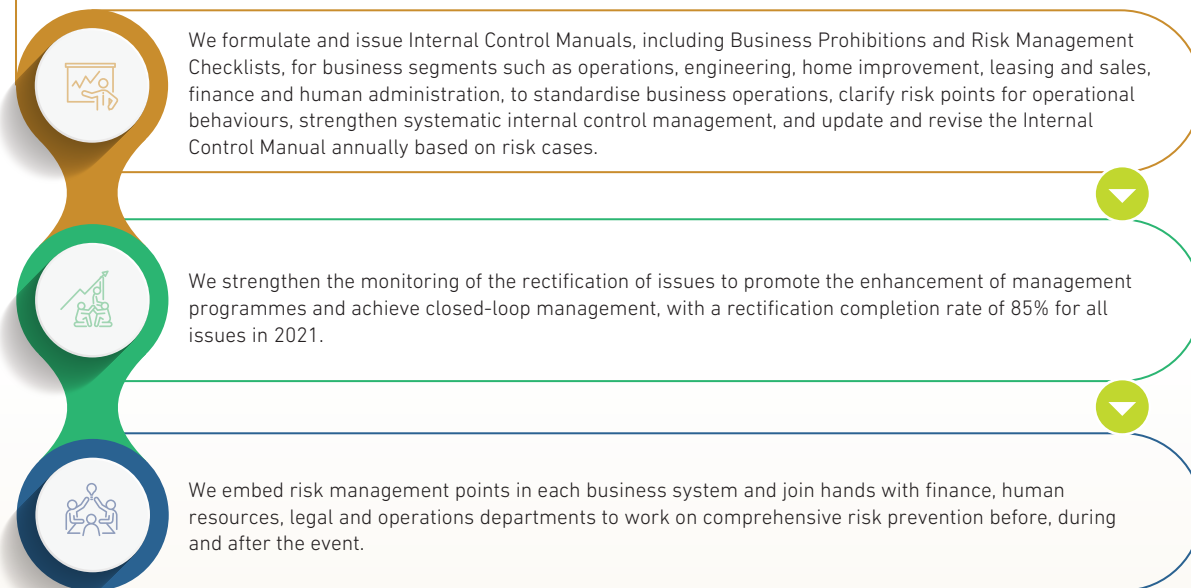 We formulate and issue Internal Control Manuals, including Business Prohibitions and Risk Management
Checklists, for business segments such as operations, engineering, home improvement, leasing and sales,
finance and human administration, to standardise business operations, clarify risk points for operational
behaviours, strengthen systematic internal control management, and update and revise the Internal
Control Manual annually based on risk cases.
We strengthen the monitoring of the rectification of issues to promote the enhancement of management
programmes and achieve closed-loop management, with a rectification completion rate of 85% for all
issues in 2021.
We embed risk management points in each business system and join hands with finance, human
resources, legal and operations departments to work on comprehensive risk prevention before, during
and after the event.